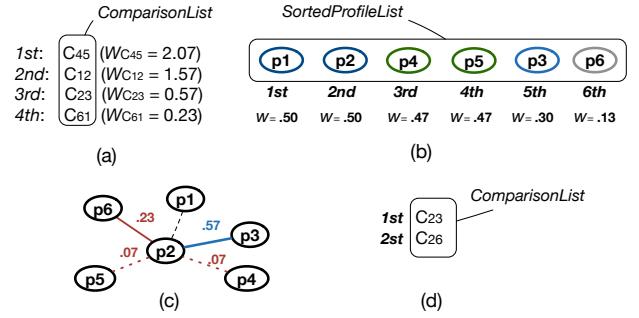 ComparisonList
1st: C45 (WC45 = 2.07)
2nd: C12 (WC12 = 1.57)
3rd: C23 (WC23 = 0.57)
4th: C61 (WC61 = 0.23)
(a)
SortedProfileList
p1 p2 p4 p5 p3 p6
1st 2nd 3rd 4th 5th 6th
W= .50 W= .50 W= .47 W= .47 W= .30 W= .13
(b)
p1
p6
.23
.57
p2
p3
.07
.07
p5
p4
(c)
ComparisonList
1st C23
2st C26
(d)